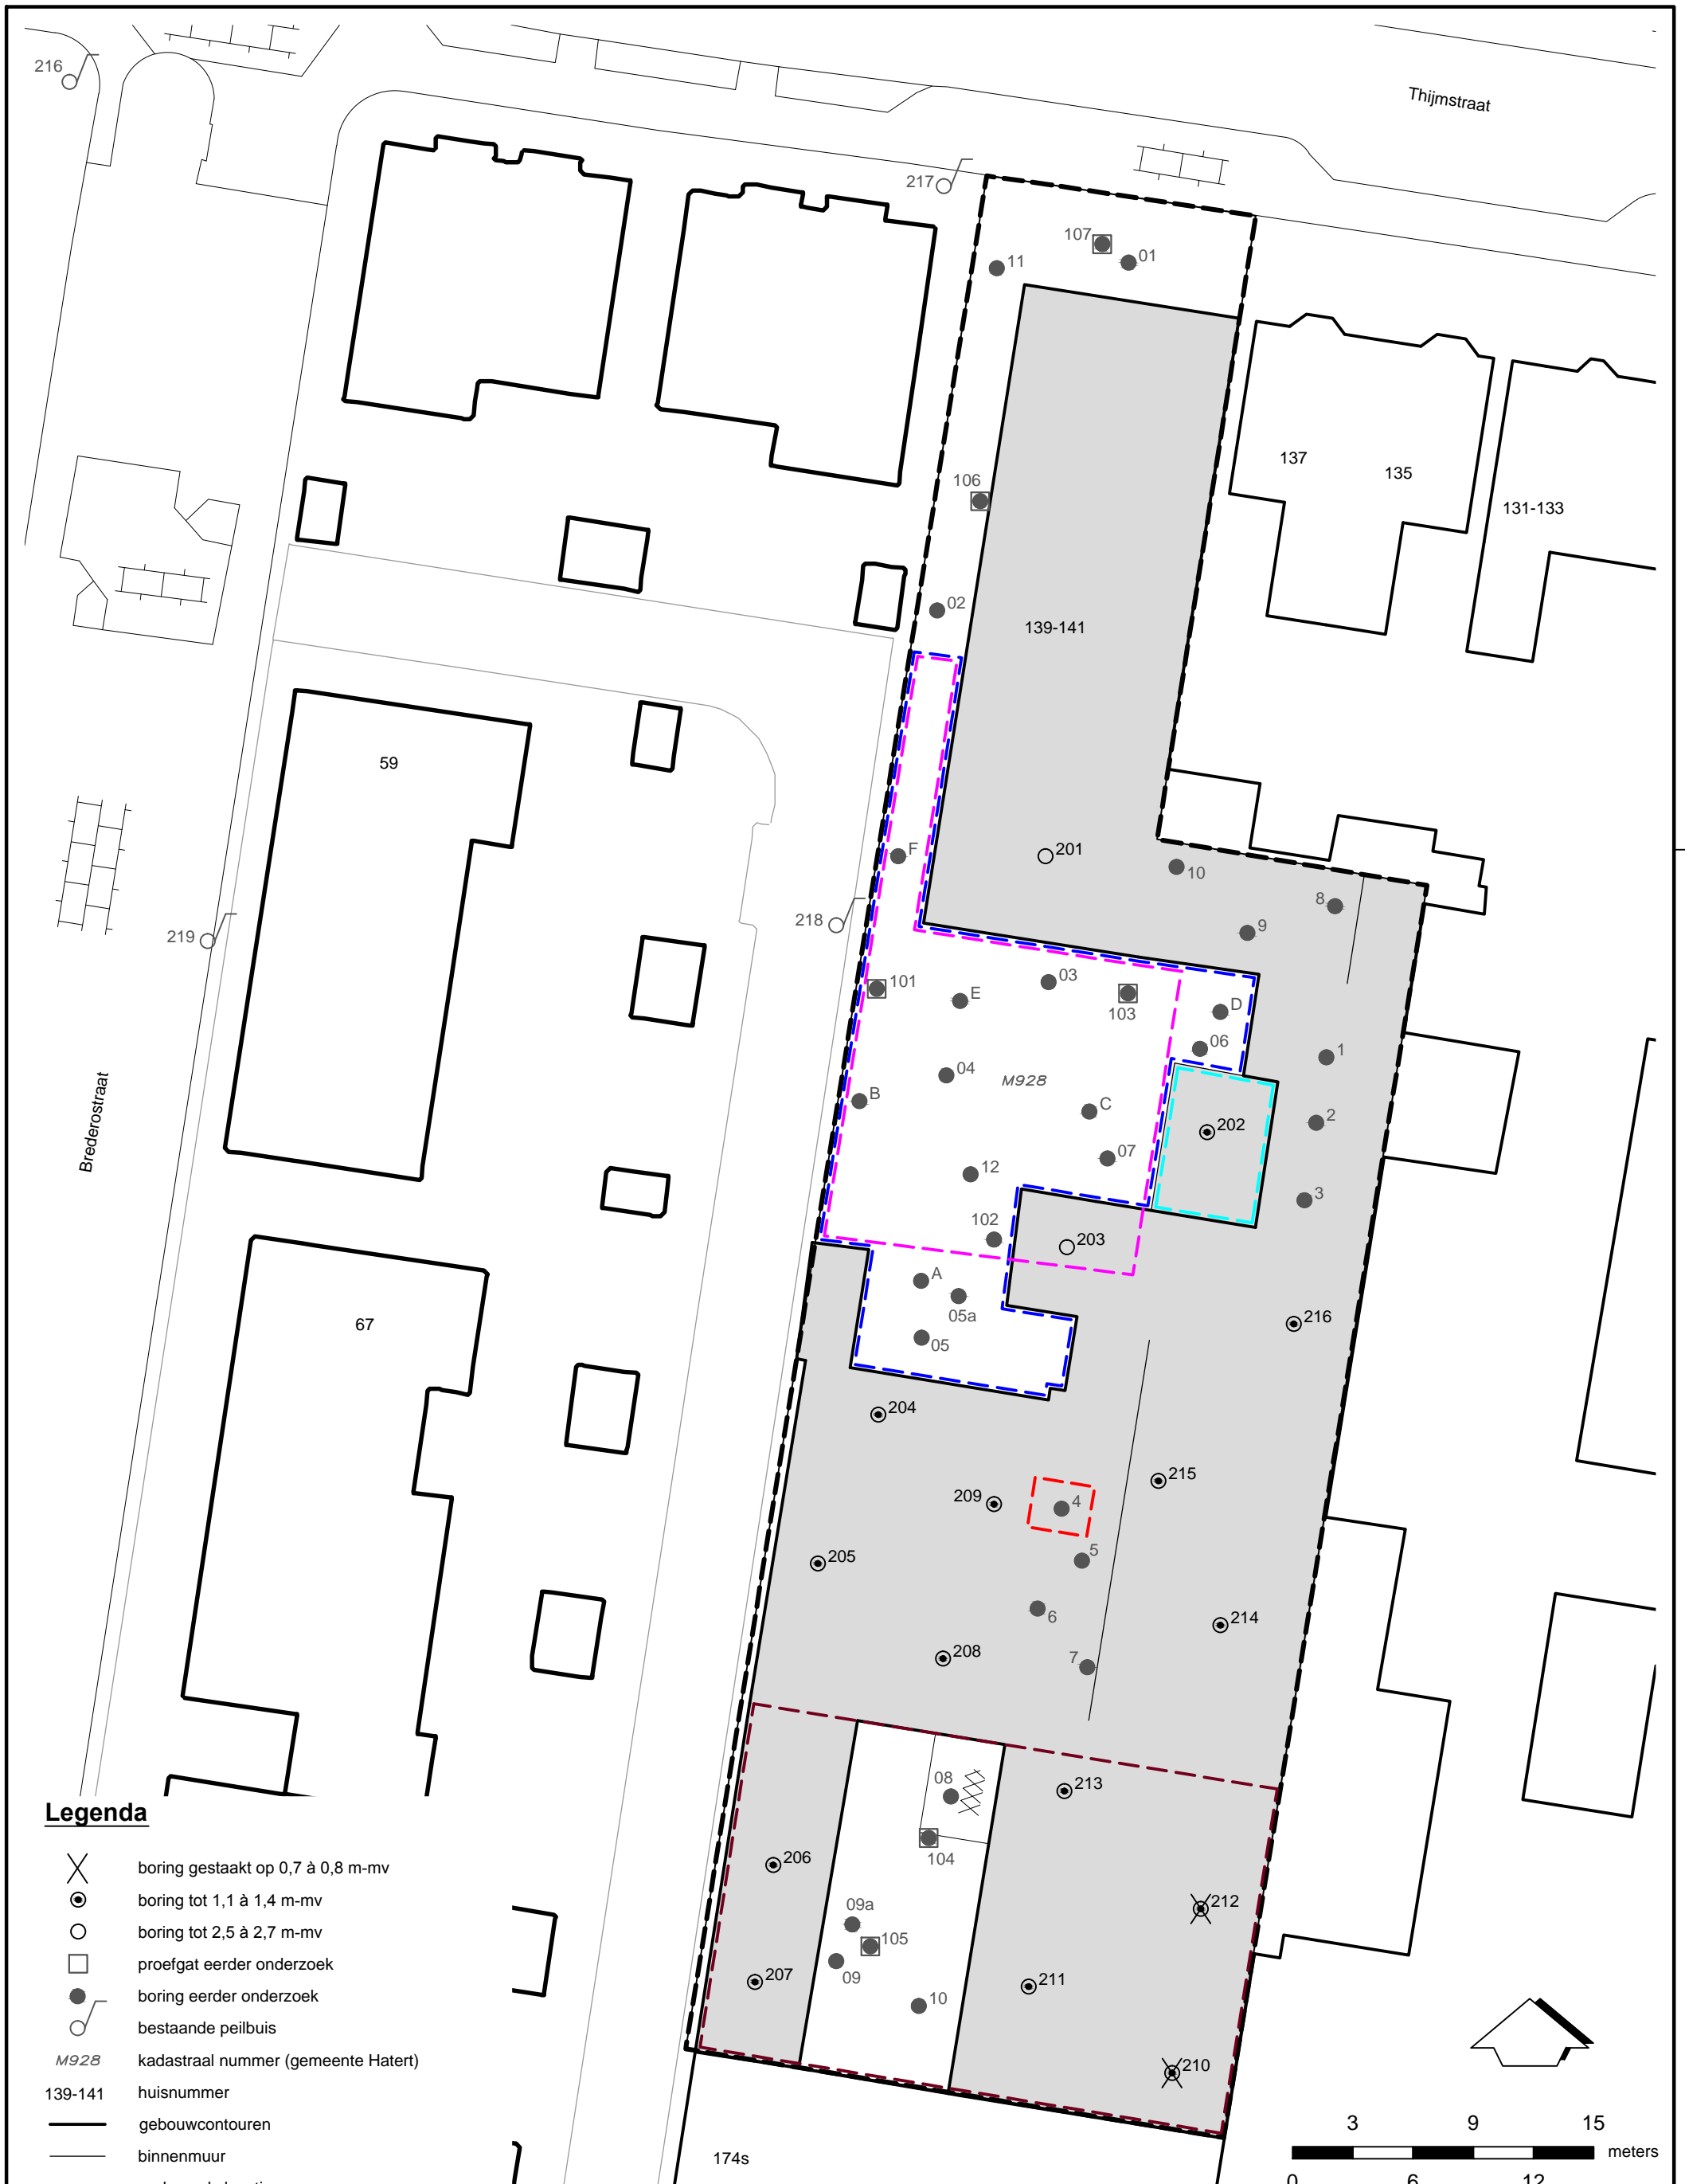 216
Thijmstraat
217
107
01
11
137
135
131-133
106
02
139-141
59
F
201
10
8
9
218
219
101
E
03
103
D
06
1
04
M928
B
C
2
202
07
12
3
Brederostraat
102
203
A
05a
05
216
67
204
215
209
4
205
5
6
214
208
7
213
08
104
206
212
09a
105
09
207
211
10
210
174s
Legenda
boring gestaakt op 0,7 à 0,8 m-mv
boring tot 1,1 à 1,4 m-mv
boring tot 2,5 à 2,7 m-mv
proefgat eerder onderzoek
boring eerder onderzoek
bestaande peilbuis
M928 kadastraal nummer (gemeente Hatert)
139-141 huisnummer
gebouwcontouren
binnenmuur
3 9 15
meters
0 6 12